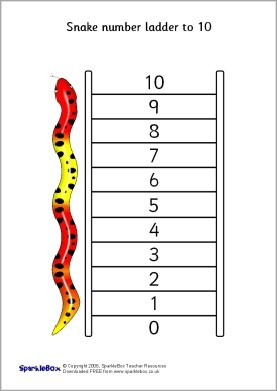 Snake number ladder to 10
10
9
8
7
6
5
4
3
2
1
0
SparkleBox
© Copyright 2006, SparkleBox Teacher Resources
Downloaded FREE from www.sparklebox.co.uk